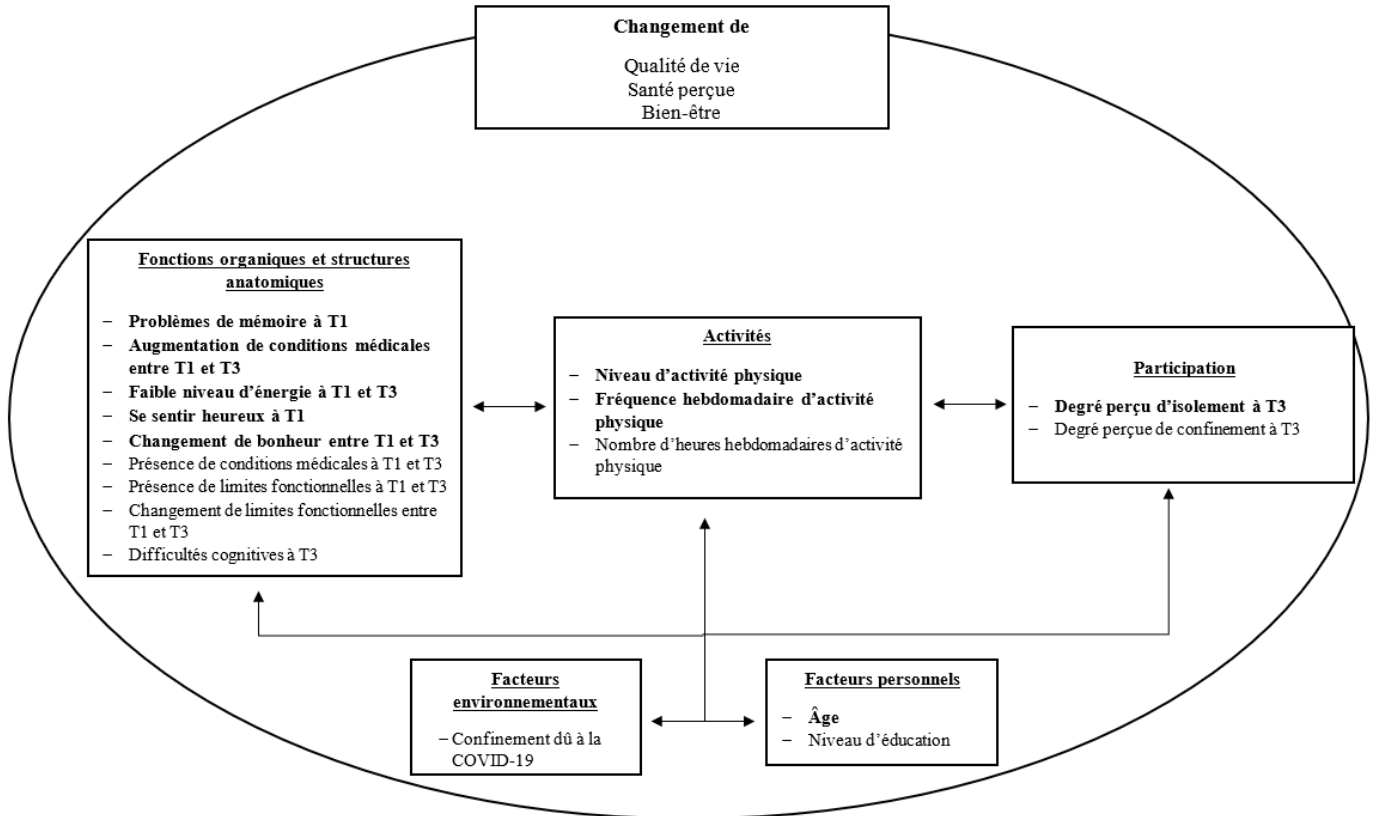 Changement de
Qualité de vie
Santé perçue
Bien-être
Fonctions organiques et structures
anatomiques
– Problèmes de mémoire à T1
– Augmentation de conditions médicales
entre T1 et T3
– Faible niveau d'énergie à T1 et T3
– Se sentir heureux à T1
– Changement de bonheur entre T1 et T3
– Présence de conditions médicales à T1 et T3
– Présence de limites fonctionnelles à T1 et T3
– Changement de limites fonctionnelles entre
T1 et T3
– Difficultés cognitives à T3
Activités
– Niveau d'activité physique
– Fréquence hebdomadaire d'activité
physique
– Nombre d'heures hebdomadaires d'activité
physique
Participation
– Degré perçu d'isolement à T3
– Degré perçue de confinement à T3
Facteurs
environnementaux
– Confinement dû à la
COVID-19
Facteurs personnels
– Âge
– Niveau d'éducation